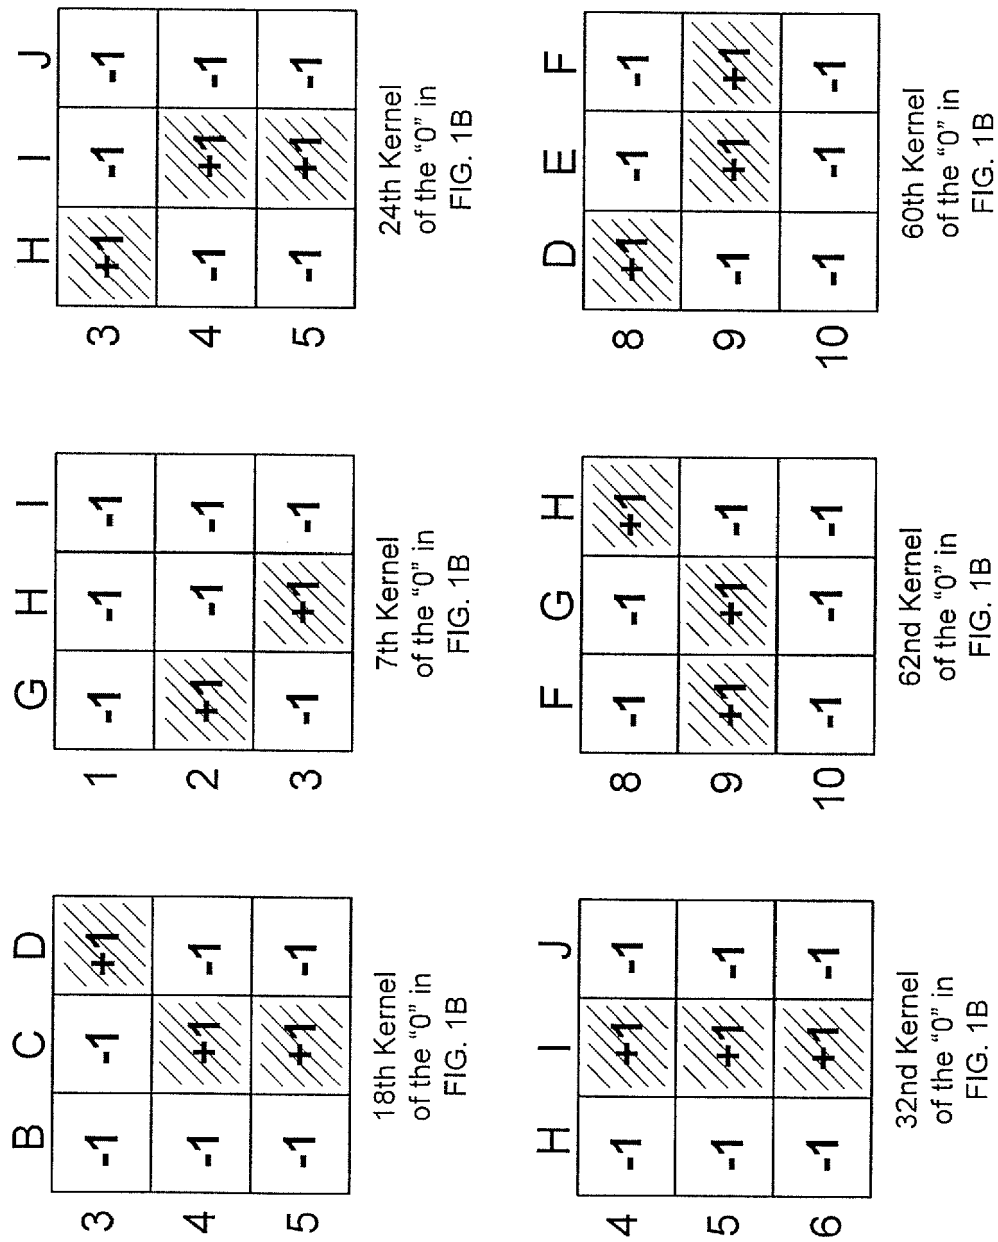 B C D
3 -1 -1 +1
4 -1 +1 -1
5 -1 +1 -1
18th Kernel
of the "0" in
FIG. 1B
G H I
1 -1 -1 -1
2 +1 -1 -1
3 -1 +1 -1
7th Kernel
of the "0" in
FIG. 1B
H I J
3 +1 -1 -1
4 -1 +1 -1
5 -1 +1 -1
24th Kernel
of the "0" in
FIG. 1B
H I J
4 -1 +1 -1
5 -1 +1 -1
6 -1 +1 -1
32nd Kernel
of the "0" in
FIG. 1B
F G H
8 -1 -1 +1
9 +1 +1 -1
10 -1 -1 -1
62nd Kernel
of the "0" in
FIG. 1B
D E F
8 +1 -1 -1
9 -1 +1 +1
10 -1 -1 -1
60th Kernel
of the "0" in
FIG. 1B